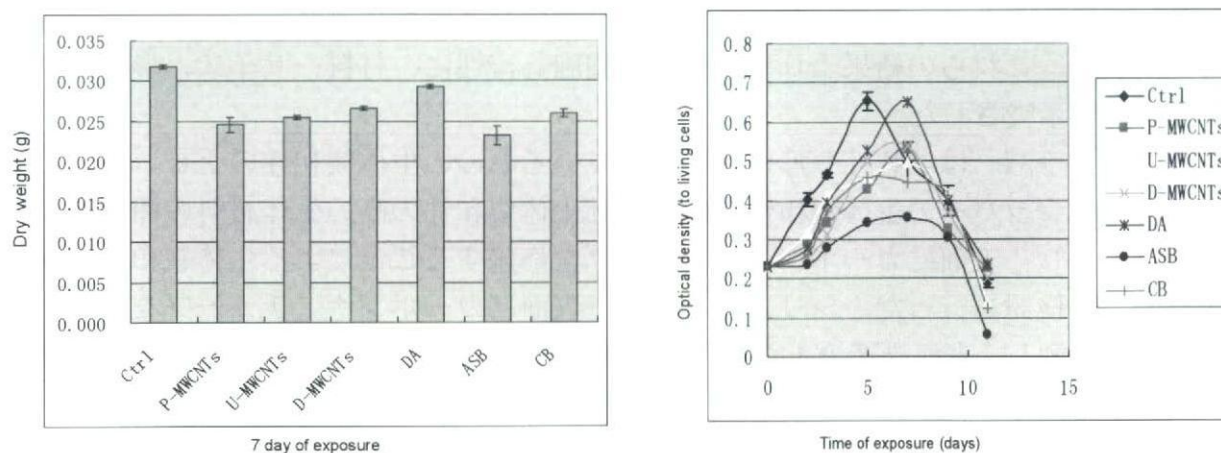 0.035
0.030
0.025
0.020
0.015
0.010
0.005
0.000
Dry weight (g)
Ctrl
P-MWCNTs
U-MWCNTs
D-MWCNTs
DA
ASB
CB
7 day of exposure
0.8
0.7
0.6
0.5
0.4
0.3
0.2
0.1
0
Optical density (to living cells)
0 5 10 15
Time of exposure (days)
Ctrl
P-MWCNTs
U-MWCNTs
D-MWCNTs
DA
ASB
CB